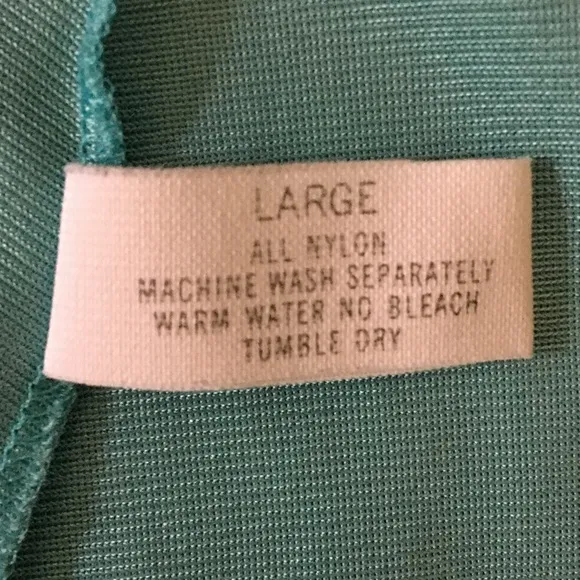 LARGE
ALL NYLON
MACHINE WASH SEPARATELY
WARM WATER NO BLEACH
TUMBLE DRY